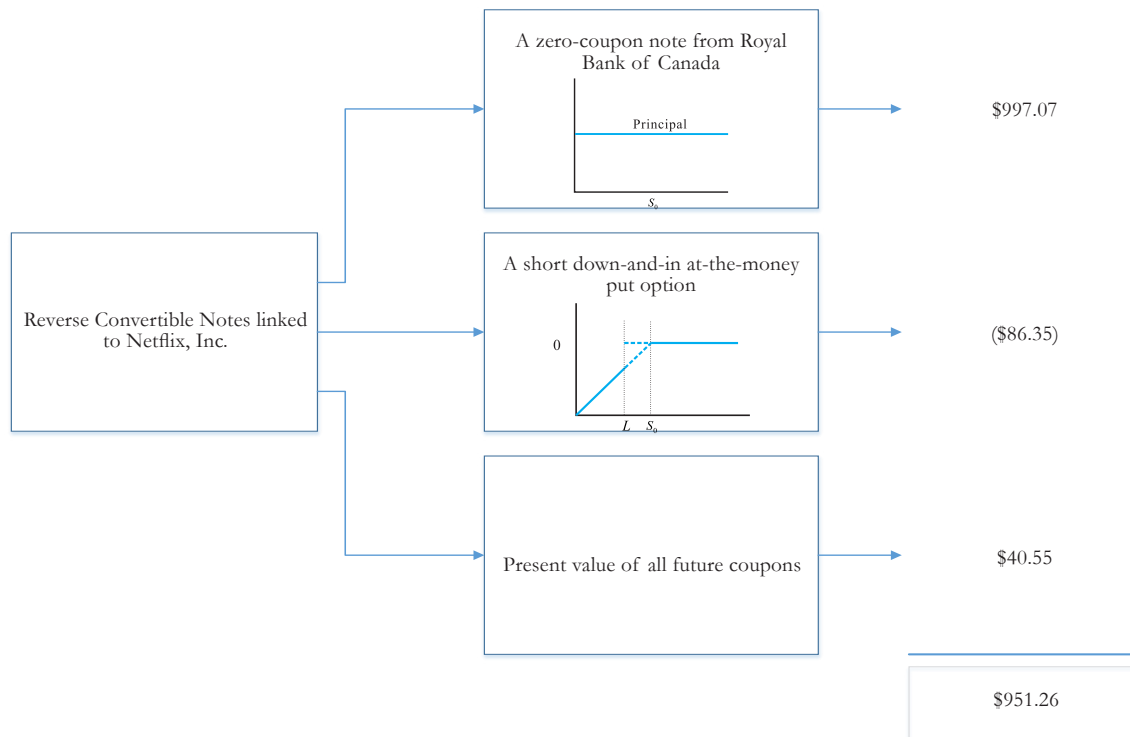 A zero-coupon note from Royal
Bank of Canada
Principal
S₀
$997.07
Reverse Convertible Notes linked
to Netflix, Inc.
A short down-and-in at-the-money
put option
0
L S₀
($86.35)
Present value of all future coupons
$40.55
$951.26